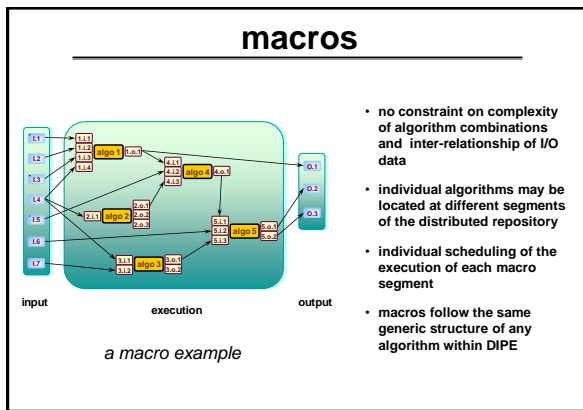 macros
I.1
I.2
I.3
I.4
I.5
I.6
I.7
input
1.i.1
1.i.2
1.i.3
1.i.4
algo 1
1.o.1
2.i.1
algo 2
2.o.1
2.o.2
2.o.3
3.i.1
3.i.2
algo 3
3.o.1
3.o.2
4.i.1
4.i.2
4.i.3
algo 4
4.o.1
5.i.1
5.i.2
5.i.3
algo 5
5.o.1
5.o.2
execution
O.1
O.2
O.3
output
a macro example
• no constraint on complexity
of algorithm combinations
and inter-relationship of I/O
data
• individual algorithms may be
located at different segments
of the distributed repository
• individual scheduling of the
execution of each macro
segment
• macros follow the same
generic structure of any
algorithm within DIPE